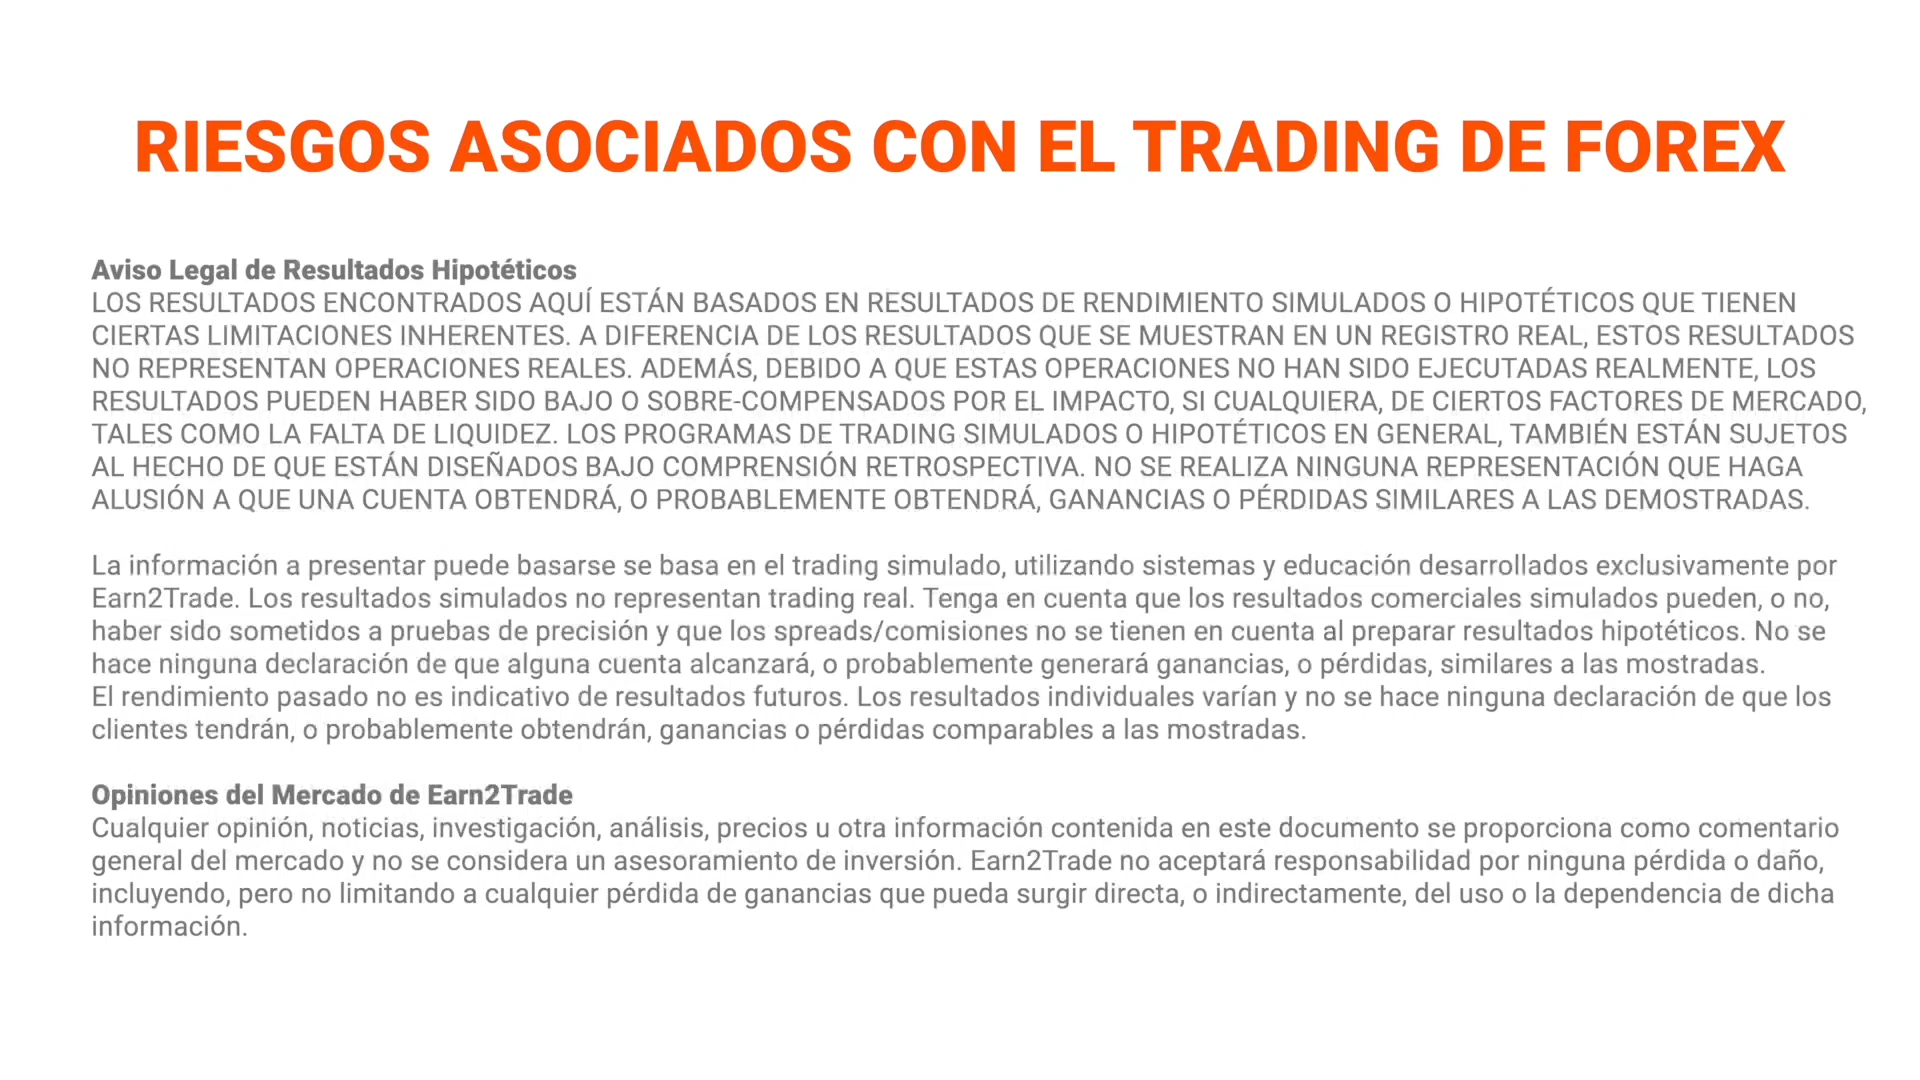 RIESGOS ASOCIADOS CON EL TRADING DE FOREX
Aviso Legal de Resultados Hipotéticos
LOS RESULTADOS ENCONTRADOS AQUÍ ESTÁN BASADOS EN RESULTADOS DE RENDIMIENTO SIMULADOS O HIPOTÉTICOS QUE TIENEN
CIERTAS LIMITACIONES INHERENTES. A DIFERENCIA DE LOS RESULTADOS QUE SE MUESTRAN EN UN REGISTRO REAL, ESTOS RESULTADOS
NO REPRESENTAN OPERACIONES REALES. ADEMÁS, DEBIDO A QUE ESTAS OPERACIONES NO HAN SIDO EJECUTADAS REALMENTE, LOS
RESULTADOS PUEDEN HABER SIDO BAJO O SOBRE-COMPENSADOS POR EL IMPACTO, SI CUALQUIERA, DE CIERTOS FACTORES DE MERCADO,
TALES COMO LA FALTA DE LIQUIDEZ. LOS PROGRAMAS DE TRADING SIMULADOS O HIPOTÉTICOS EN GENERAL, TAMBIÉN ESTÁN SUJETOS
AL HECHO DE QUE ESTÁN DISEÑADOS BAJO COMPRENSIÓN RETROSPECTIVA. NO SE REALIZA NINGUNA REPRESENTACIÓN QUE HAGA
ALUSIÓN A QUE UNA CUENTA OBTENDRÁ, O PROBABLEMENTE OBTENDRÁ, GANANCIAS O PÉRDIDAS SIMILARES A LAS DEMOSTRADAS.
La información a presentar puede basarse se basa en el trading simulado, utilizando sistemas y educación desarrollados exclusivamente por
Earn2Trade. Los resultados simulados no representan trading real. Tenga en cuenta que los resultados comerciales simulados pueden, o no,
haber sido sometidos a pruebas de precisión y que los spreads/comisiones no se tienen en cuenta al preparar resultados hipotéticos. No se
hace ninguna declaración de que alguna cuenta alcanzará, o probablemente generará ganancias, o pérdidas, similares a las mostradas.
El rendimiento pasado no es indicativo de resultados futuros. Los resultados individuales varían y no se hace ninguna declaración de que los
clientes tendrán, o probablemente obtendrán, ganancias o pérdidas comparables a las mostradas.
Opiniones del Mercado de Earn2Trade
Cualquier opinión, noticias, investigación, análisis, precios u otra información contenida en este documento se proporciona como comentario
general del mercado y no se considera un asesoramiento de inversión. Earn2Trade no aceptará responsabilidad por ninguna pérdida o daño,
incluyendo, pero no limitando a cualquier pérdida de ganancias que pueda surgir directa, o indirectamente, del uso o la dependencia de dicha
información.